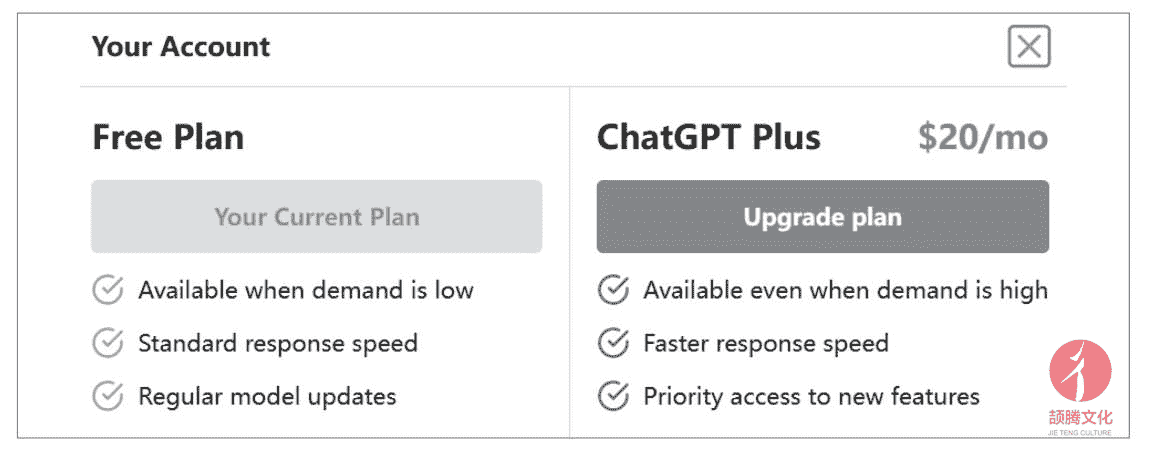 Your Account
Free Plan
Your Current Plan
Available when demand is low
Standard response speed
Regular model updates
ChatGPT Plus $20/mo
Upgrade plan
Available even when demand is high
Faster response speed
Priority access to new features
颉腾文化
JIE TENG CULTURE